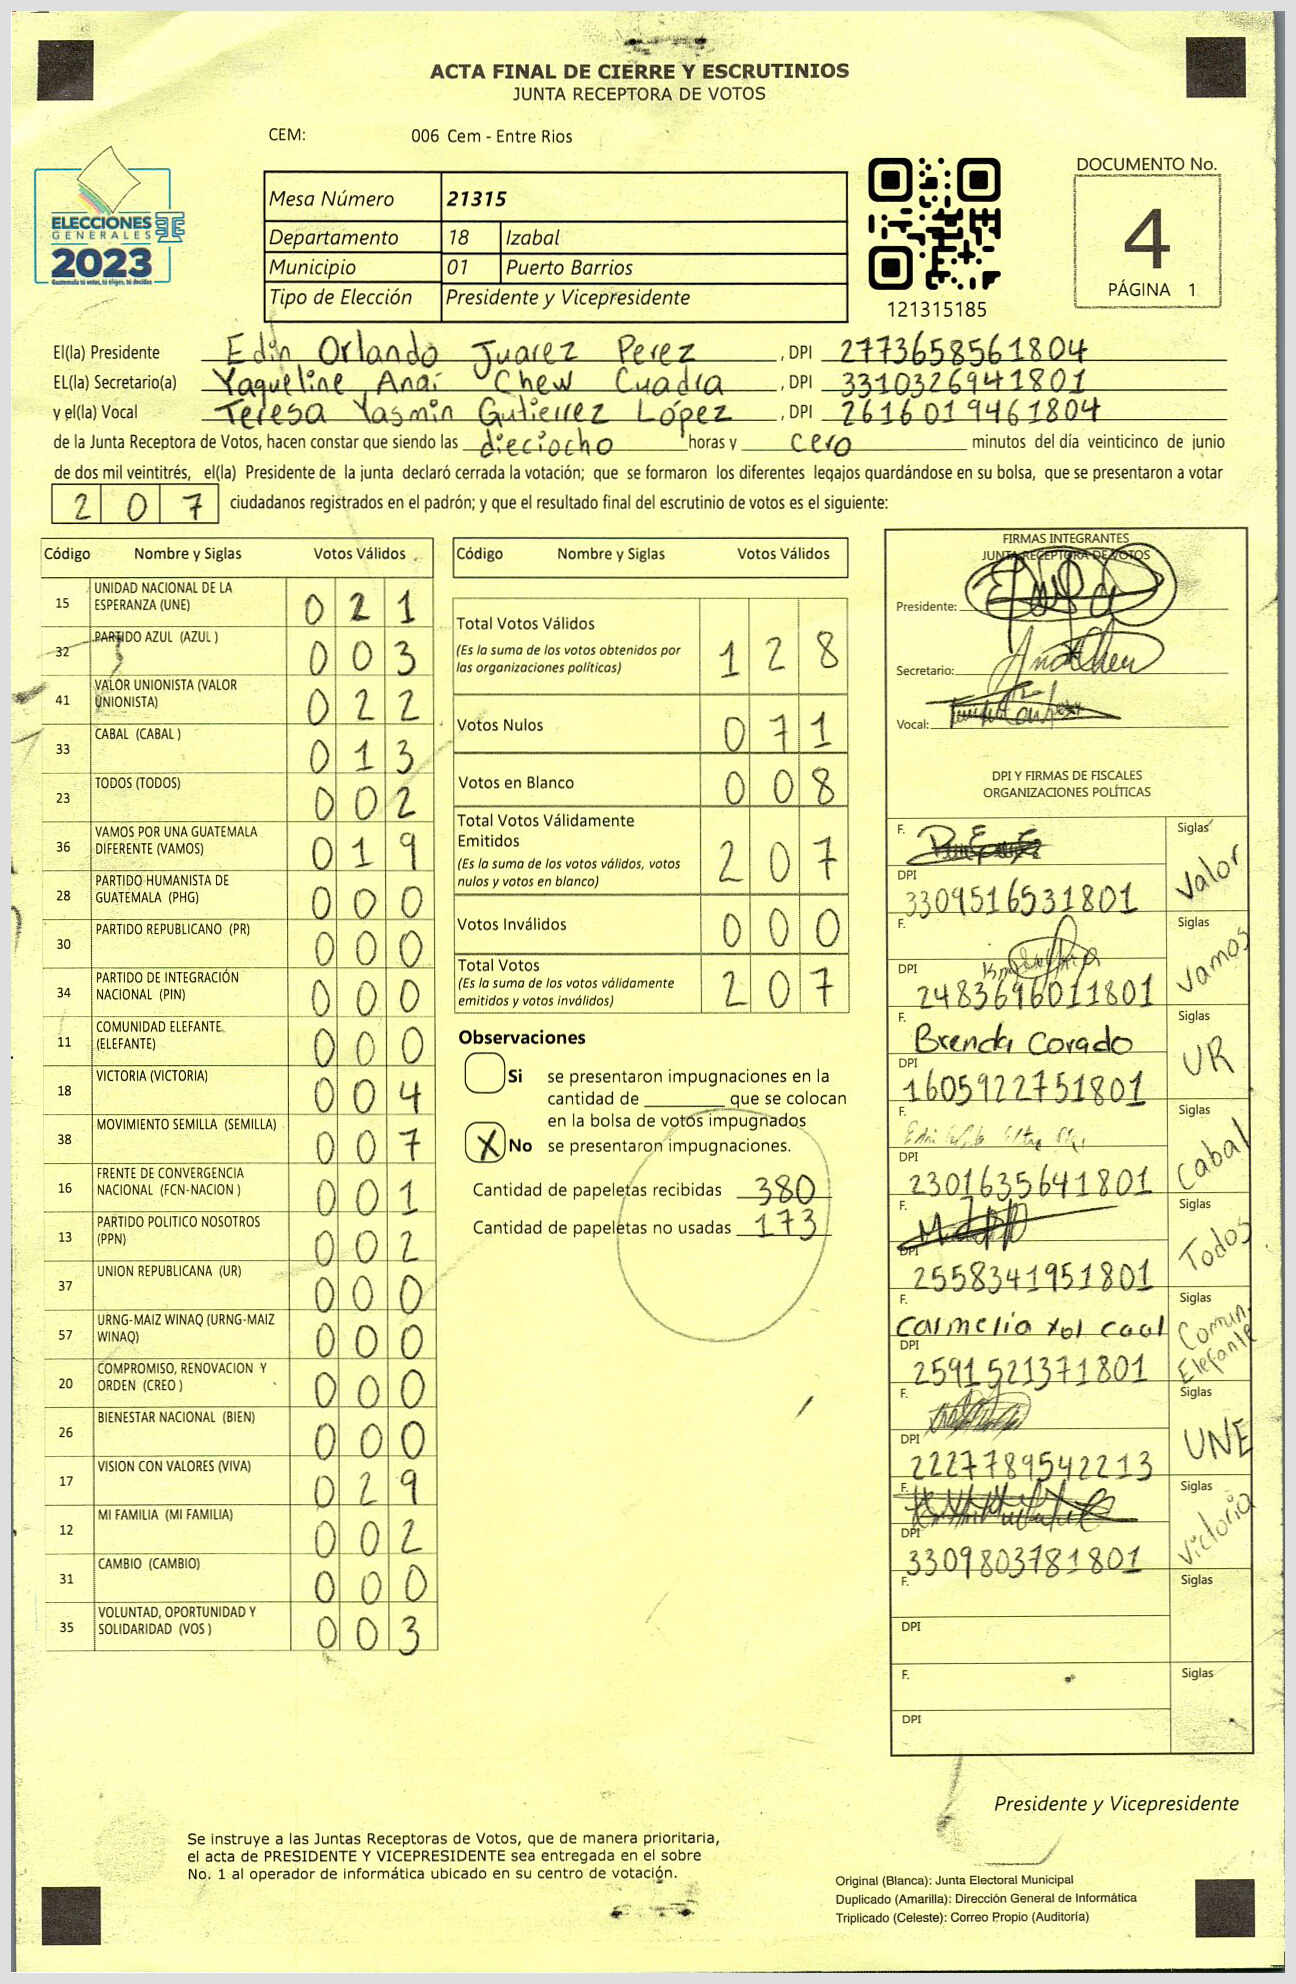 ACTA FINAL DE CIERRE Y ESCRUTINIOS
JUNTA RECEPTORA DE VOTOS
CEM: 006 Cem - Entre Rios
ELECCIONES
GENERALES
2023
Guatemala tú votas, tú eliges, tú decides
Mesa Número 21315
Departamento 18 Izabal
Municipio 01 Puerto Barrios
Tipo de Elección Presidente y Vicepresidente
121315185
DOCUMENTO No.
4
PÁGINA 1
El(la) Presidente Edin Orlando Juarez Perez , DPI 2773658561804
EL(la) Secretario(a) Yaqueline Anaí Chew Cuadra , DPI 3310326941801
y el(la) Vocal Teresa Yasmin Gutierrez López , DPI 2616019461804
de la Junta Receptora de Votos, hacen constar que siendo las dieciocho horas y cero minutos del día veinticinco de junio
de dos mil veintitrés, el(la) Presidente de la junta declaró cerrada la votación; que se formaron los diferentes legajos quardándose en su bolsa, que se presentaron a votar
2 0 7 ciudadanos registrados en el padrón; y que el resultado final del escrutinio de votos es el siguiente:
Código Nombre y Siglas Votos Válidos
15 UNIDAD NACIONAL DE LA ESPERANZA (UNE) 0 2 1
32 PARTIDO AZUL (AZUL ) 0 0 3
41 VALOR UNIONISTA (VALOR UNIONISTA) 0 2 2
33 CABAL (CABAL ) 0 1 3
23 TODOS (TODOS) 0 0 2
36 VAMOS POR UNA GUATEMALA DIFERENTE (VAMOS) 0 1 9
28 PARTIDO HUMANISTA DE GUATEMALA (PHG) 0 0 0
30 PARTIDO REPUBLICANO (PR) 0 0 0
34 PARTIDO DE INTEGRACIÓN NACIONAL (PIN) 0 0 0
11 COMUNIDAD ELEFANTE (ELEFANTE) 0 0 0
18 VICTORIA (VICTORIA) 0 0 4
38 MOVIMIENTO SEMILLA (SEMILLA) 0 0 7
16 FRENTE DE CONVERGENCIA NACIONAL (FCN-NACION ) 0 0 1
13 PARTIDO POLITICO NOSOTROS (PPN) 0 0 2
37 UNION REPUBLICANA (UR) 0 0 0
57 URNG-MAIZ WINAQ (URNG-MAIZ WINAQ) 0 0 0
20 COMPROMISO, RENOVACION Y ORDEN (CREO ) 0 0 0
26 BIENESTAR NACIONAL (BIEN) 0 0 0
17 VISION CON VALORES (VIVA) 0 2 9
12 MI FAMILIA (MI FAMILIA) 0 0 2
31 CAMBIO (CAMBIO) 0 0 0
35 VOLUNTAD, OPORTUNIDAD Y SOLIDARIDAD (VOS ) 0 0 3
Código Nombre y Siglas Votos Válidos
Total Votos Válidos 1 2 8
(Es la suma de los votos obtenidos por
las organizaciones políticas)
Votos Nulos 0 7 1
Votos en Blanco 0 0 8
Total Votos Válidamente
Emitidos 2 0 7
(Es la suma de los votos válidos, votos
nulos y votos en blanco)
Votos Inválidos 0 0 0
Total Votos 2 0 7
(Es la suma de los votos válidamente
emitidos y votos inválidos)
Observaciones
Si se presentaron impugnaciones en la
cantidad de ________ que se colocan
en la bolsa de votos impugnados
X No se presentaron impugnaciones.
Cantidad de papeletas recibidas 380
Cantidad de papeletas no usadas 173
FIRMAS INTEGRANTES
JUNTA RECEPTORA DE VOTOS
Presidente:
Secretario:
Vocal:
DPI Y FIRMAS DE FISCALES
ORGANIZACIONES POLÍTICAS
F. Siglas Valor
DPI 3309516531801
F. Siglas Vamos
DPI 2483696011801
F. Brenda Corado Siglas UR
DPI 1605922751801
F. Siglas Cabal
DPI 2301635641801
F. Siglas Todos
DPI 2558341951801
F. Carmelia xol caal Siglas Comun. Elefante
DPI 2591521371801
F. Siglas UNE
DPI 2227789542213
F. Siglas Victoria
DPI 3309803781801
F. Siglas
DPI
F. Siglas
DPI
Presidente y Vicepresidente
Se instruye a las Juntas Receptoras de Votos, que de manera prioritaria,
el acta de PRESIDENTE Y VICEPRESIDENTE sea entregada en el sobre
No. 1 al operador de informática ubicado en su centro de votación.
Original (Blanca): Junta Electoral Municipal
Duplicado (Amarilla): Dirección General de Informática
Triplicado (Celeste): Correo Propio (Auditoría)